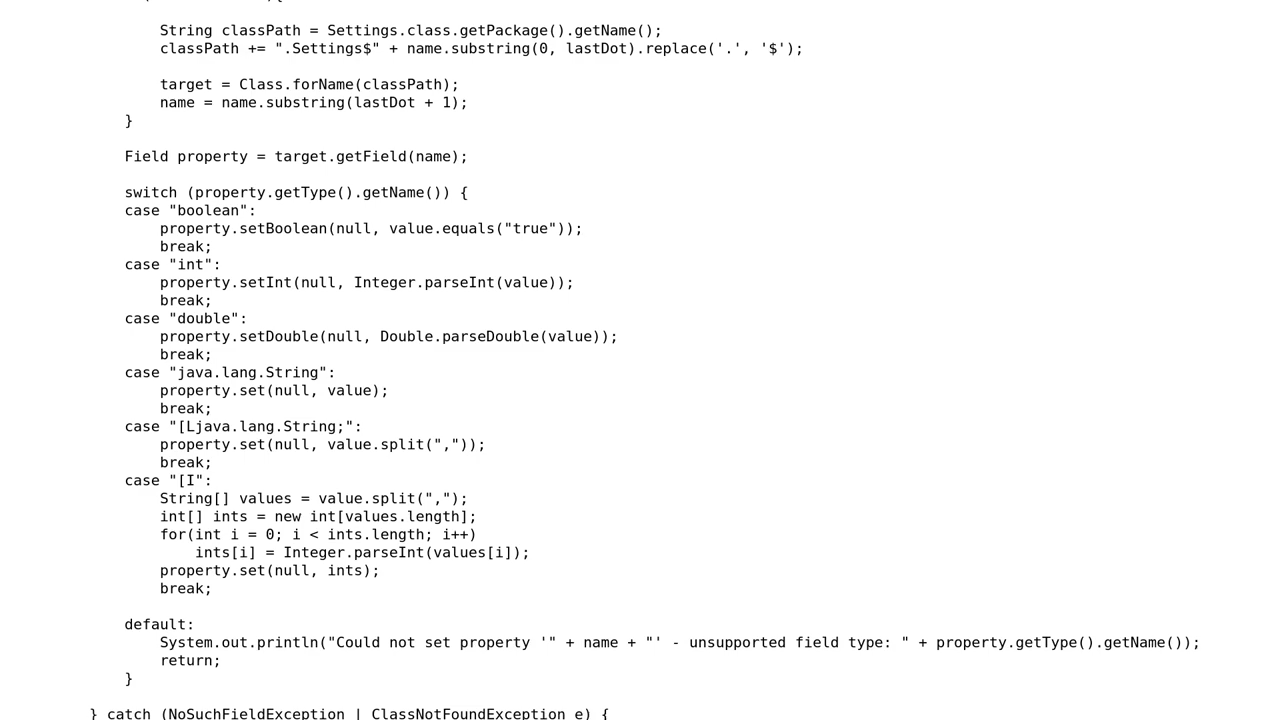 String classPath = Settings.class.getPackage().getName();
classPath += ".Settings$" + name.substring(0, lastDot).replace('.', '$');
target = Class.forName(classPath);
name = name.substring(lastDot + 1);
}
Field property = target.getField(name);
switch (property.getType().getName()) {
case "boolean":
property.setBoolean(null, value.equals("true"));
break;
case "int":
property.setInt(null, Integer.parseInt(value));
break;
case "double":
property.setDouble(null, Double.parseDouble(value));
break;
case "java.lang.String":
property.set(null, value);
break;
case "[Ljava.lang.String;":
property.set(null, value.split(","));
break;
case "[I":
String[] values = value.split(",");
int[] ints = new int[values.length];
for(int i = 0; i < ints.length; i++)
ints[i] = Integer.parseInt(values[i]);
property.set(null, ints);
break;
default:
System.out.println("Could not set property '" + name + "' - unsupported field type: " + property.getType().getName());
return;
}
} catch (NoSuchFieldException | ClassNotFoundException e) {